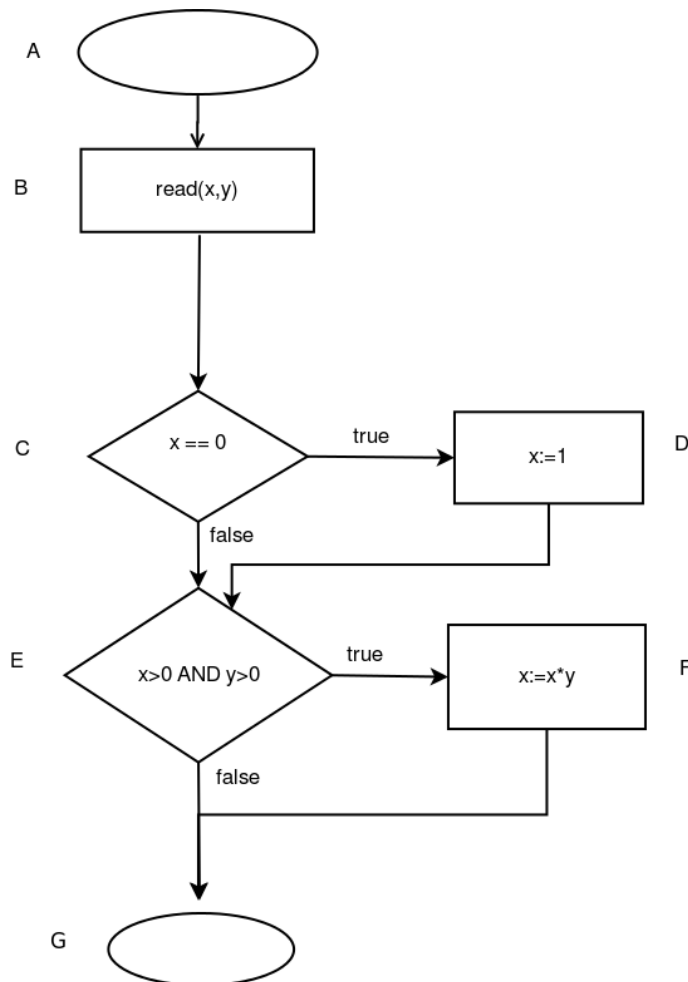 A
B
read(x,y)
C
x == 0
true
x:=1
D
false
E
x>0 AND y>0
true
x:=x*y
F
false
G